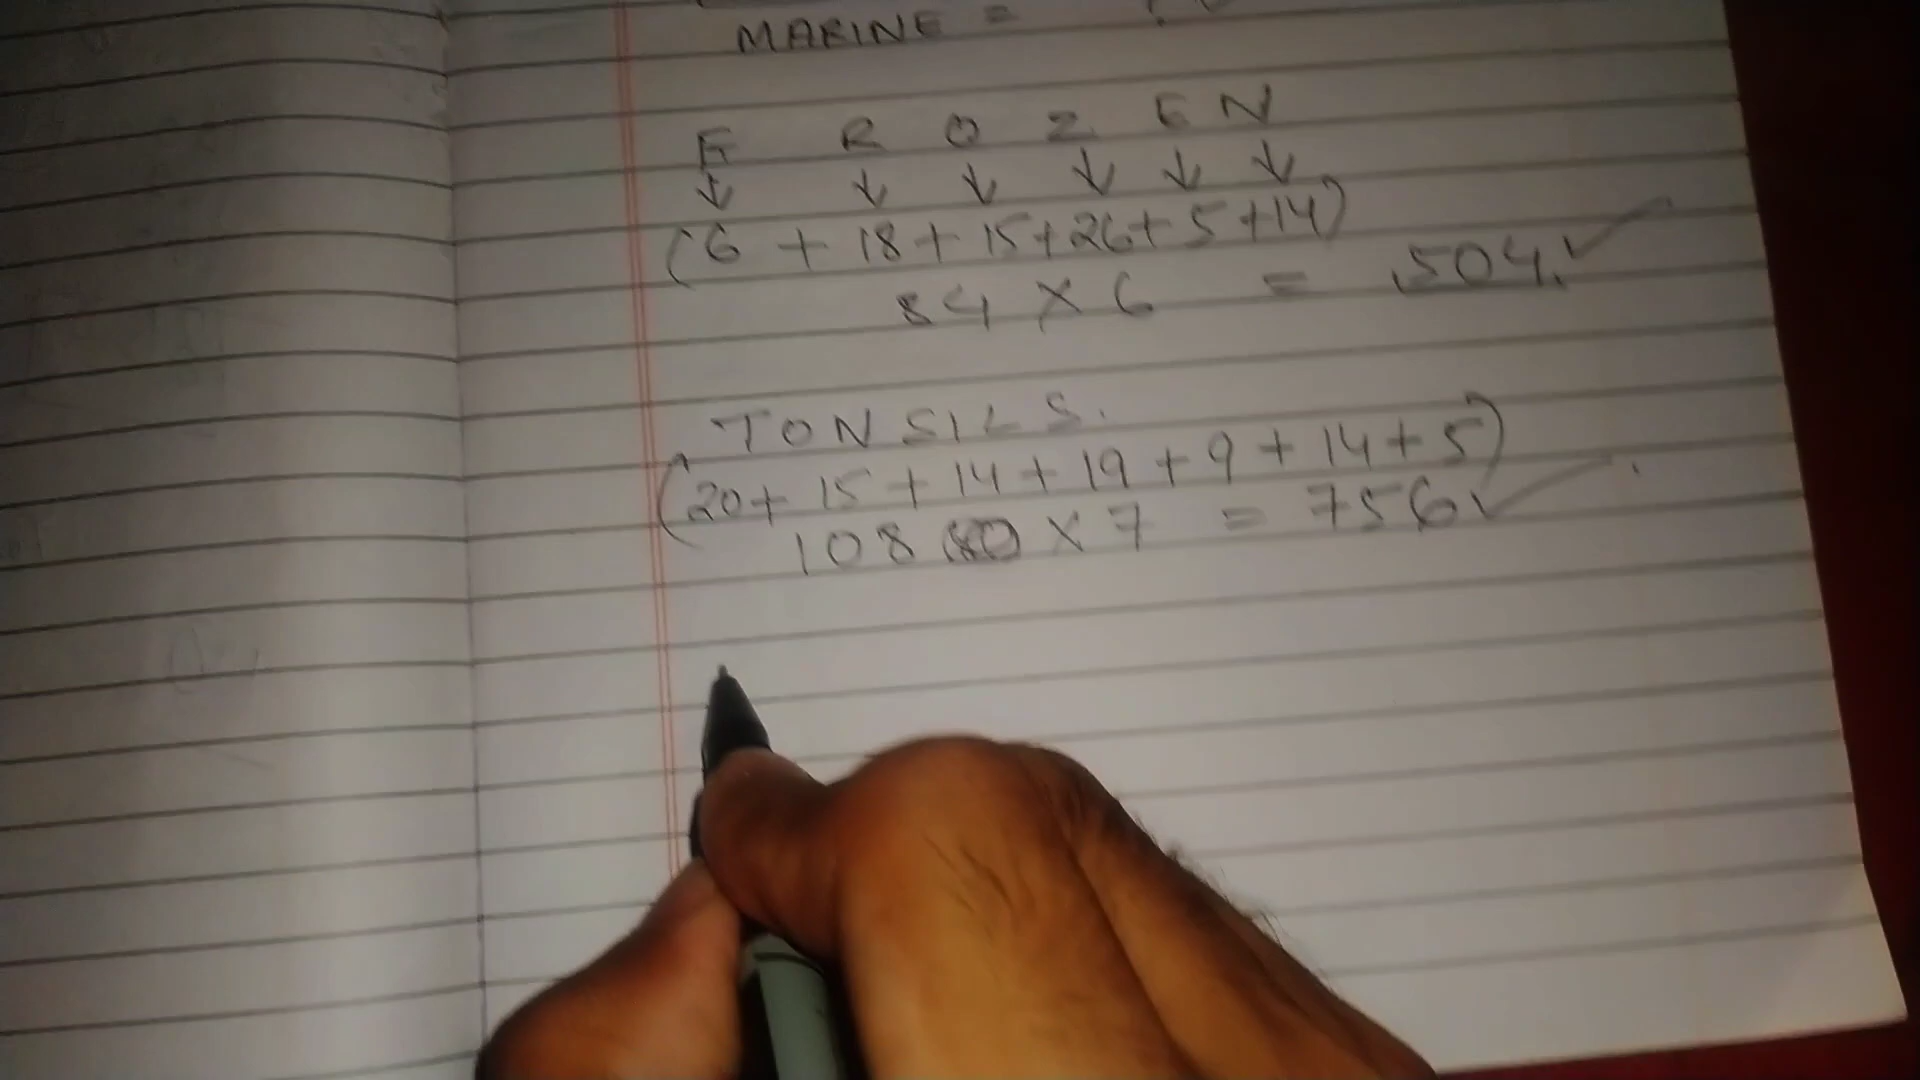 MARINE =
F R O Z E N
↓ ↓ ↓ ↓ ↓ ↓
(6 + 18 + 15 + 26 + 5 + 14)
84 × 6 = 504. ✓
TONSILS.
(20 + 15 + 14 + 19 + 9 + 14 + 5)
108 × 7 = 756 ✓